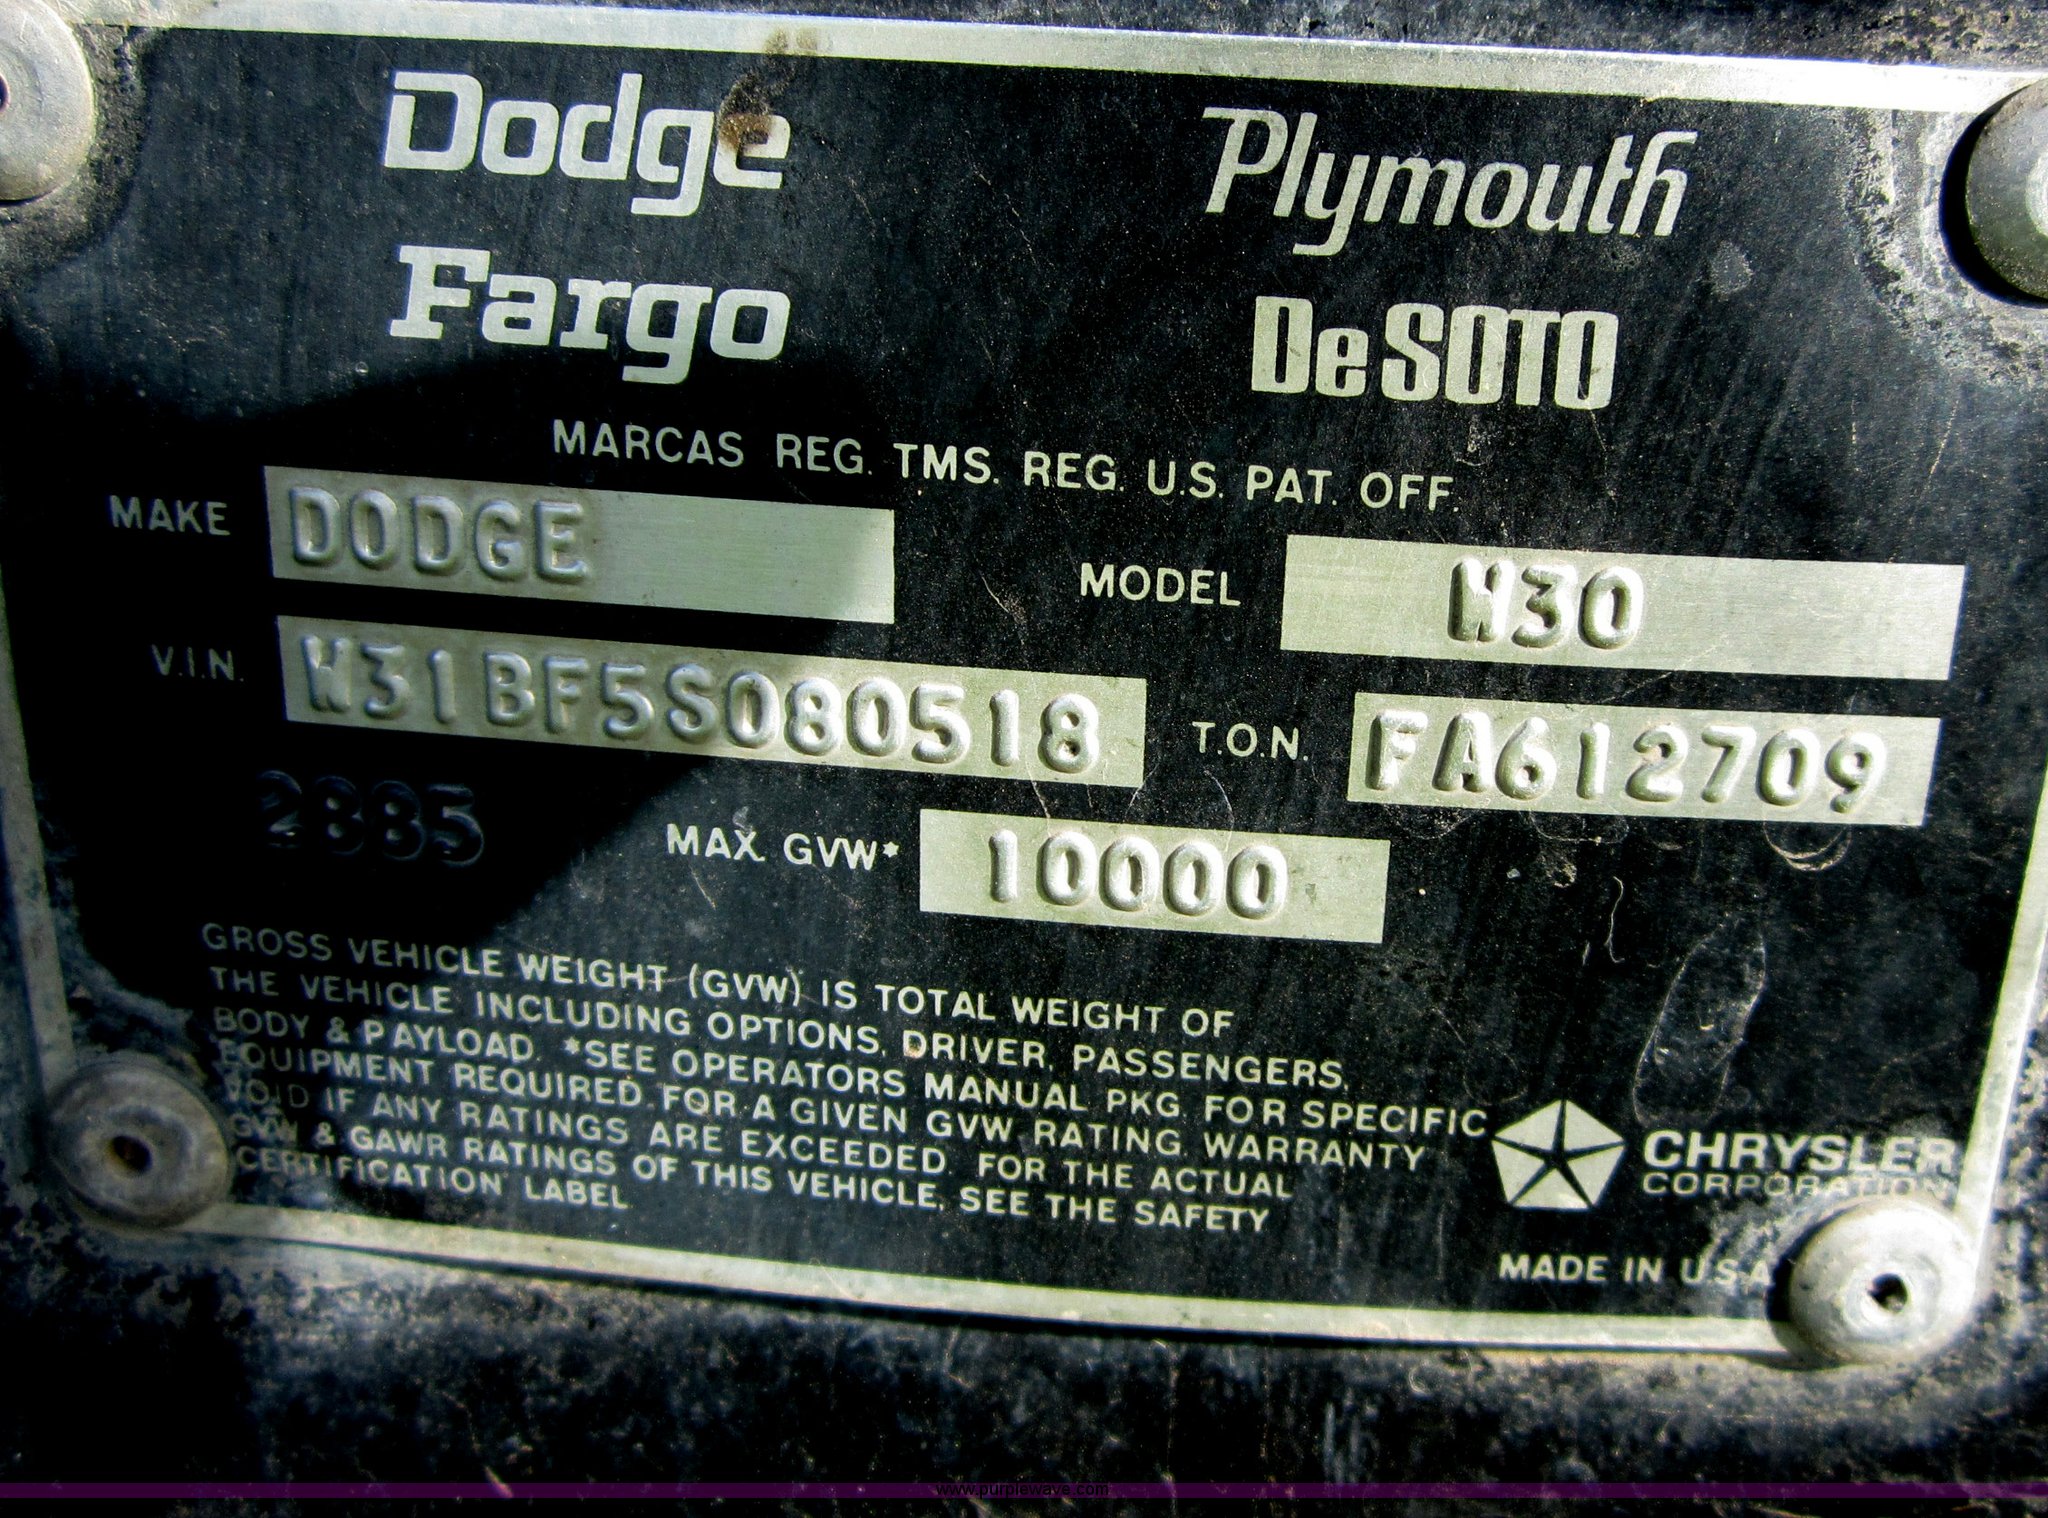 Dodge Plymouth
Fargo DeSOTO
MARCAS REG. TMS. REG. U.S. PAT. OFF.
MAKE DODGE
MODEL W30
V.I.N. W31BF5S080518
T.O.N. FA612709
2885
MAX. GVW* 10000
GROSS VEHICLE WEIGHT (GVW) IS TOTAL WEIGHT OF
THE VEHICLE INCLUDING OPTIONS, DRIVER, PASSENGERS,
BODY & PAYLOAD. *SEE OPERATORS MANUAL PKG. FOR SPECIFIC
EQUIPMENT REQUIRED FOR A GIVEN GVW RATING. WARRANTY
VOID IF ANY RATINGS ARE EXCEEDED. FOR THE ACTUAL
GVW & GAWR RATINGS OF THIS VEHICLE, SEE THE SAFETY
CERTIFICATION LABEL.
CHRYSLER
CORPORATION
MADE IN U.S.A.
www.purplewave.com